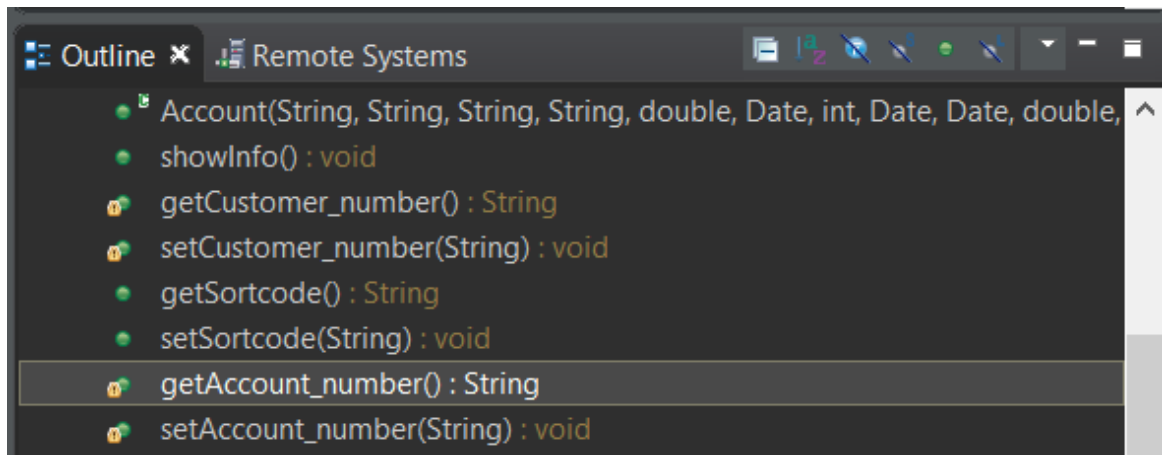 Outline Remote Systems
Account(String, String, String, String, double, Date, int, Date, Date, double,
showInfo() : void
getCustomer_number() : String
setCustomer_number(String) : void
getSortcode() : String
setSortcode(String) : void
getAccount_number() : String
setAccount_number(String) : void